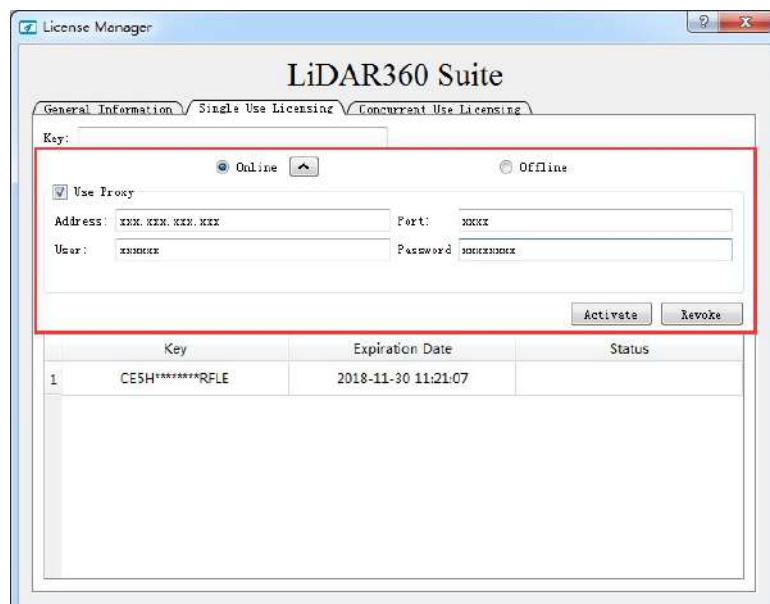 License Manager
LiDAR360 Suite
General Information Single Use Licensing Concurrent Use Licensing
Key:
Online Offline
Use Proxy
Address: xxx.xxx.xxx.xxx Port: xxxx
User: xxxxxx Password xxxxxxxxx
Activate Revoke
Key Expiration Date Status
1 CE5H********RFLE 2018-11-30 11:21:07